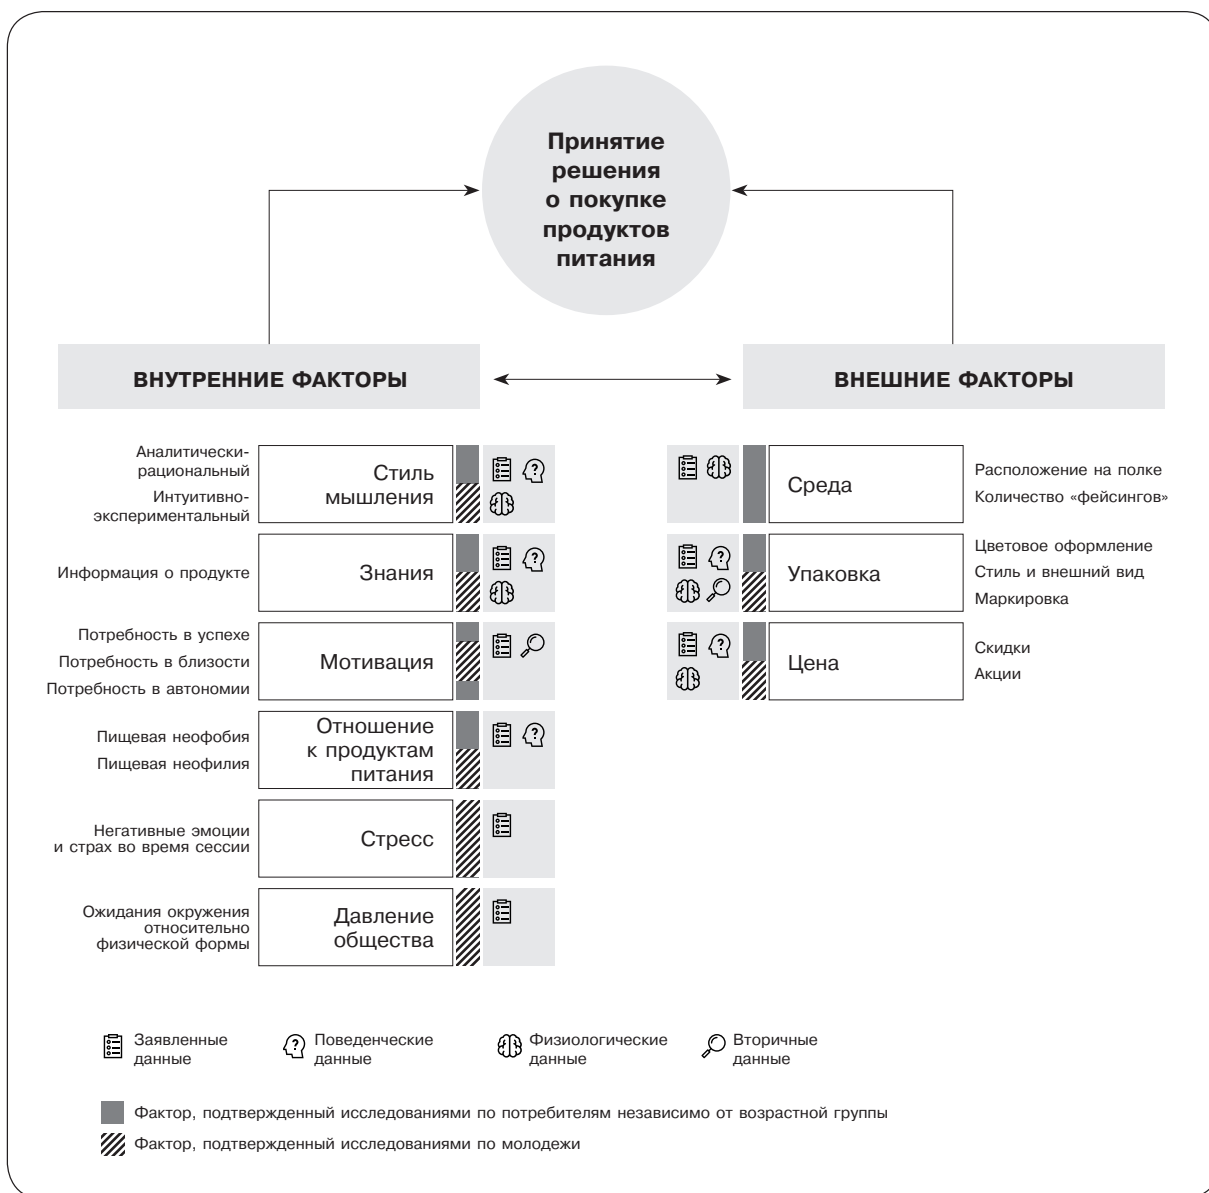 Принятие
решения
о покупке
продуктов
питания
ВНУТРЕННИЕ ФАКТОРЫ
ВНЕШНИЕ ФАКТОРЫ
Аналитически-
рациональный
Интуитивно-
экспериментальный
Стиль
мышления
Информация о продукте
Знания
Потребность в успехе
Потребность в близости
Потребность в автономии
Мотивация
Пищевая неофобия
Пищевая неофилия
Отношение
к продуктам
питания
Негативные эмоции
и страх во время сессии
Стресс
Ожидания окружения
относительно
физической формы
Давление
общества
Среда
Расположение на полке
Количество «фейсингов»
Упаковка
Цветовое оформление
Стиль и внешний вид
Маркировка
Цена
Скидки
Акции
Заявленные
данные
Поведенческие
данные
Физиологические
данные
Вторичные
данные
Фактор, подтвержденный исследованиями по потребителям независимо от возрастной группы
Фактор, подтвержденный исследованиями по молодежи